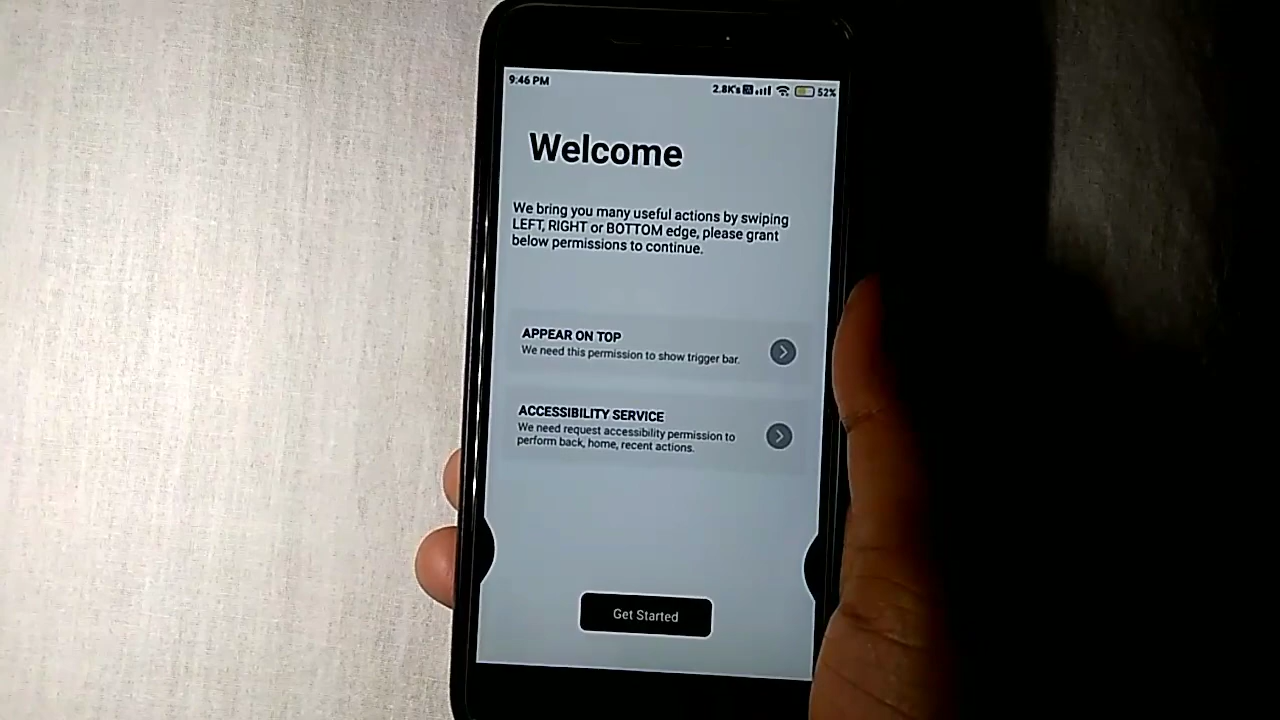 9:46 PM
2.8K's 52%
Welcome
We bring you many useful actions by swiping
LEFT, RIGHT or BOTTOM edge, please grant
below permissions to continue.
APPEAR ON TOP
We need this permission to show trigger bar.
ACCESSIBILITY SERVICE
We need request accessibility permission to
perform back, home, recent actions.
Get Started